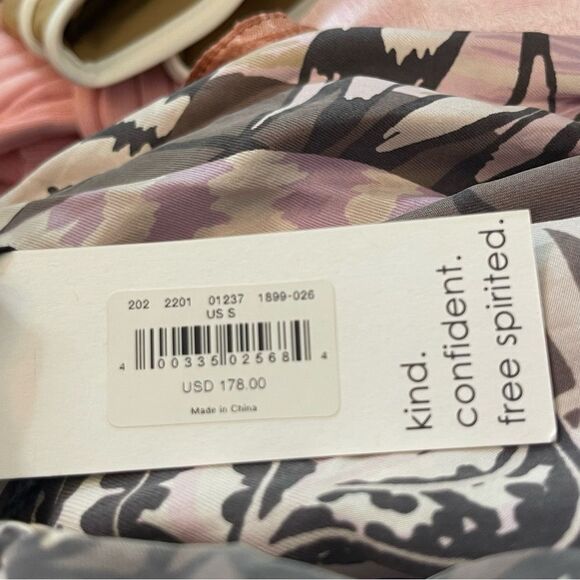 202 2201 01237 1899-026
US S
4 00335 02568 4
USD 178.00
Made in China
kind.
confident.
free spirited.